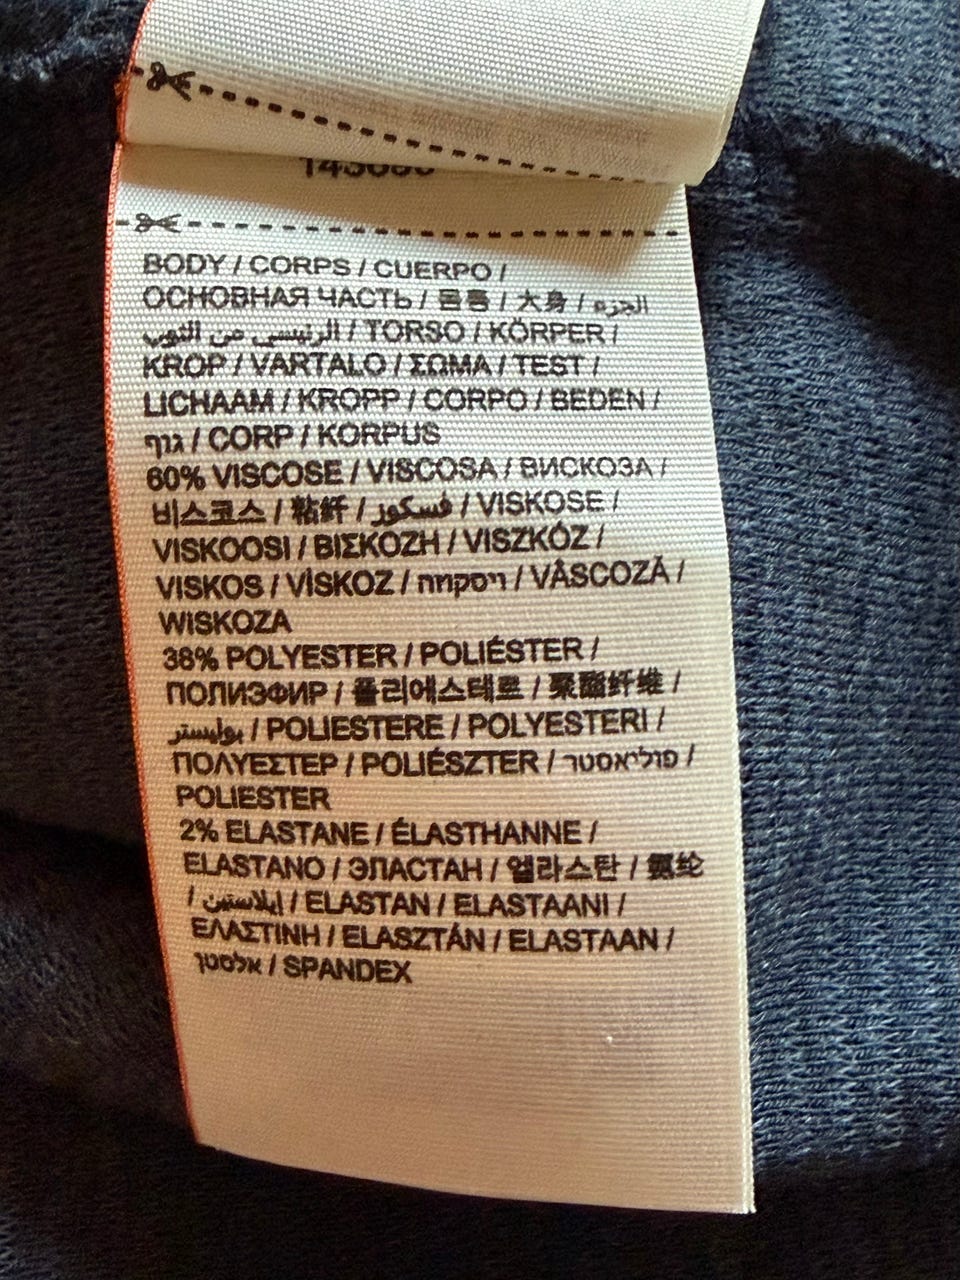 BODY / CORPS / CUERPO /
ОСНОВНАЯ ЧАСТЬ / 몸통 / 大身 / الجزء
الرئيسي من الثوب / TORSO / KÖRPER /
KROP / VARTALO / ΣΩΜΑ / TEST /
LICHAAM / KROPP / CORPO / BEDEN /
גוף / CORP / KORPUS
60% VISCOSE / VISCOSA / ВИСКОЗА /
비스코스 / 粘纤 / فسكوز / VISKOSE /
VISKOOSI / ΒΙΣΚΟΖΗ / VISZKÓZ /
VISKOS / VİSKOZ / ויסקוזה / VÂSCOZĂ /
WISKOZA
38% POLYESTER / POLIÉSTER /
ПОЛИЭФИР / 폴리에스테르 / 聚酯纤维 /
بوليستر / POLIESTERE / POLYESTERI /
ΠΟΛΥΕΣΤΕΡ / POLIÉSZTER / פוליאסטר /
POLIESTER
2% ELASTANE / ÉLASTHANNE /
ELASTANO / ЭЛАСТАН / 엘라스탄 / 氨纶
/ إيلاستين / ELASTAN / ELASTAANI /
ΕΛΑΣΤΙΝΗ / ELASZTÁN / ELASTAAN /
אלסטן / SPANDEX